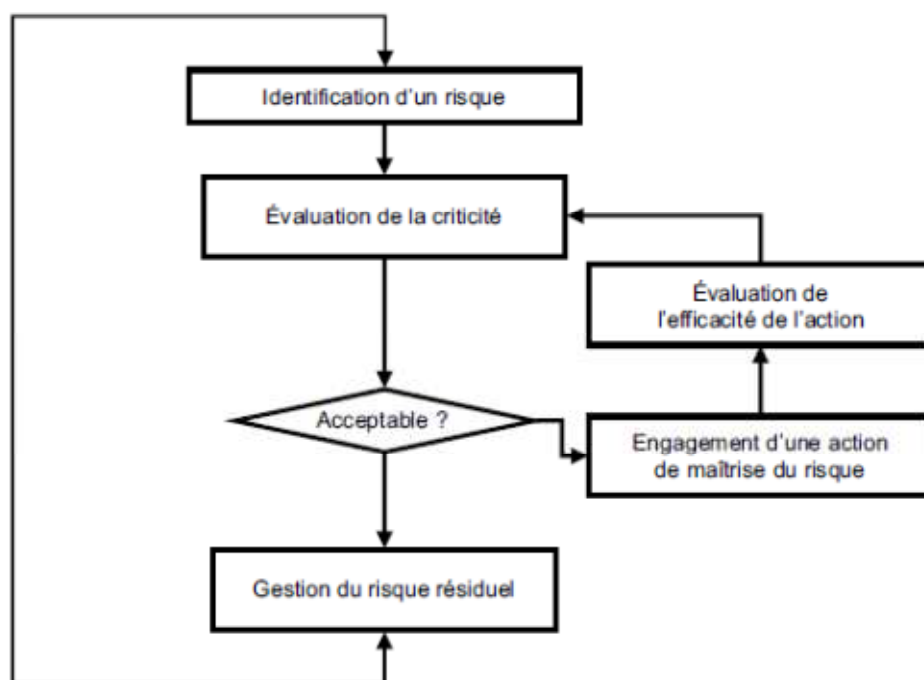 Identification d'un risque
Évaluation de la criticité
Évaluation de
l'efficacité de l'action
Acceptable ?
Engagement d'une action
de maîtrise du risque
Gestion du risque résiduel